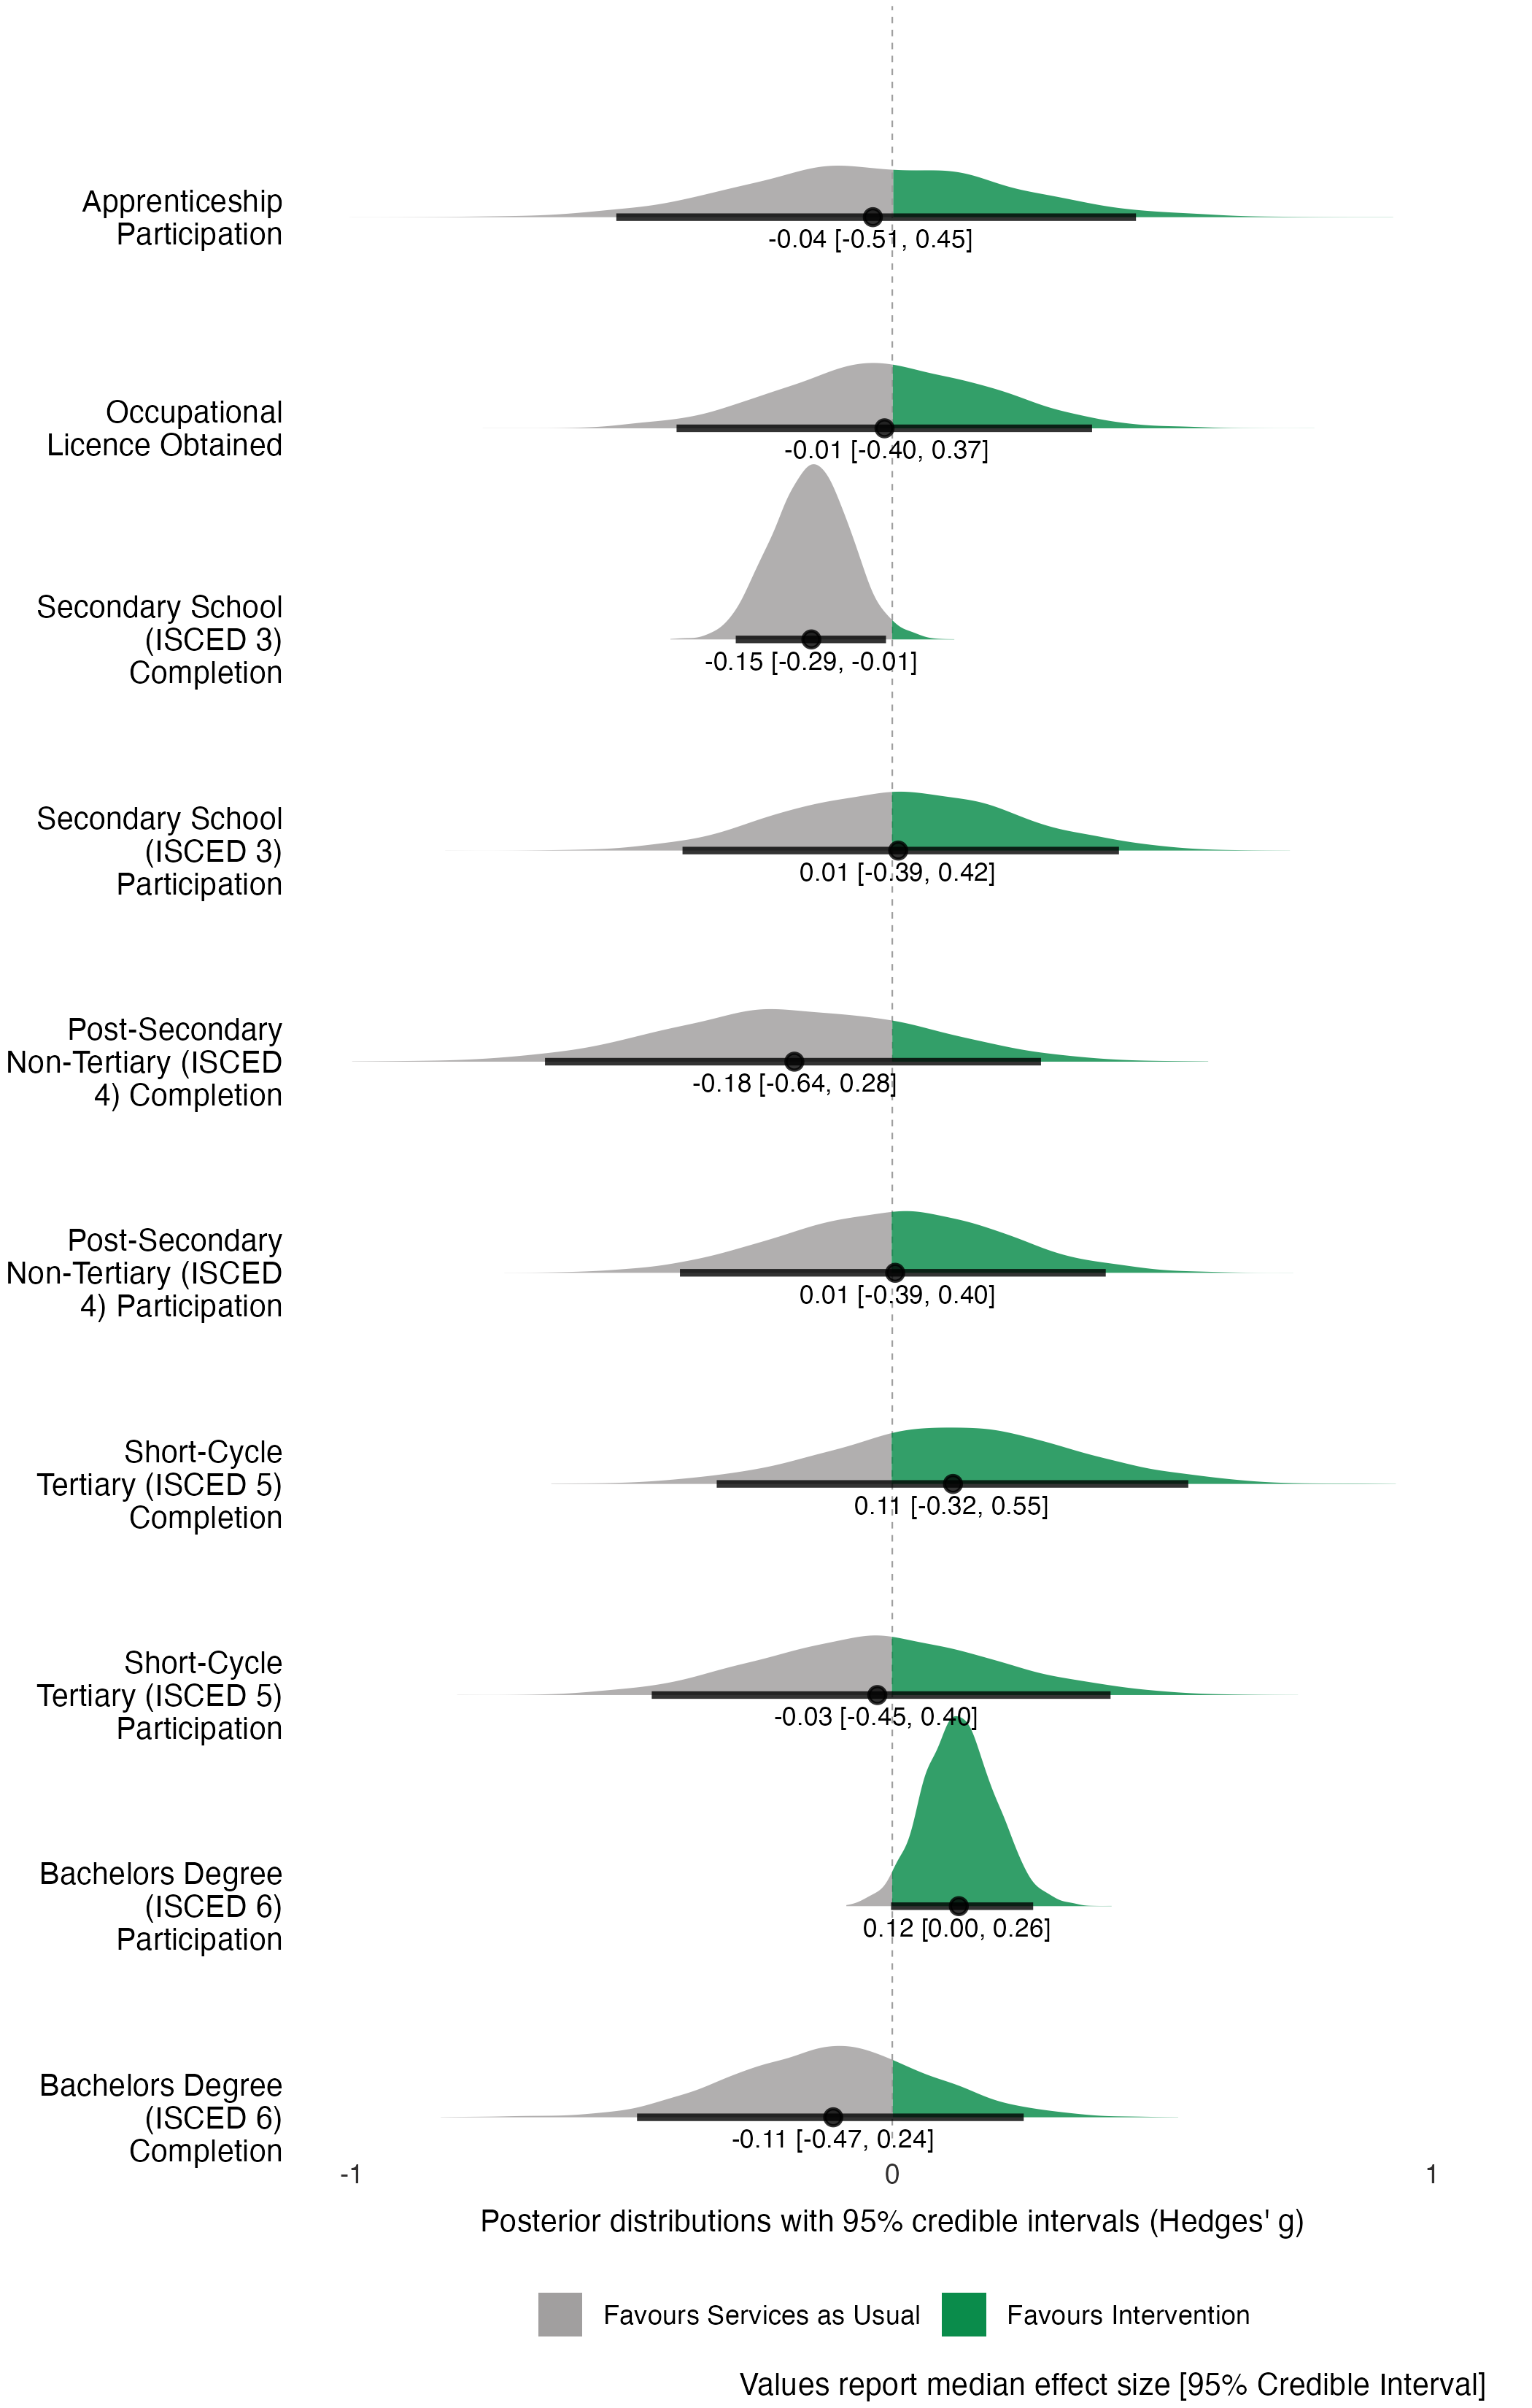 Apprenticeship
Participation
-0.04 [-0.51, 0.45]
Occupational
Licence Obtained
-0.01 [-0.40, 0.37]
Secondary School
(ISCED 3)
Completion
-0.15 [-0.29, -0.01]
Secondary School
(ISCED 3)
Participation
0.01 [-0.39, 0.42]
Post-Secondary
Non-Tertiary (ISCED
4) Completion
-0.18 [-0.64, 0.28]
Post-Secondary
Non-Tertiary (ISCED
4) Participation
0.01 [-0.39, 0.40]
Short-Cycle
Tertiary (ISCED 5)
Completion
0.11 [-0.32, 0.55]
Short-Cycle
Tertiary (ISCED 5)
Participation
-0.03 [-0.45, 0.40]
Bachelors Degree
(ISCED 6)
Participation
0.12 [0.00, 0.26]
Bachelors Degree
(ISCED 6)
Completion
-0.11 [-0.47, 0.24]
-1 0 1
Posterior distributions with 95% credible intervals (Hedges' g)
Favours Services as Usual Favours Intervention
Values report median effect size [95% Credible Interval]